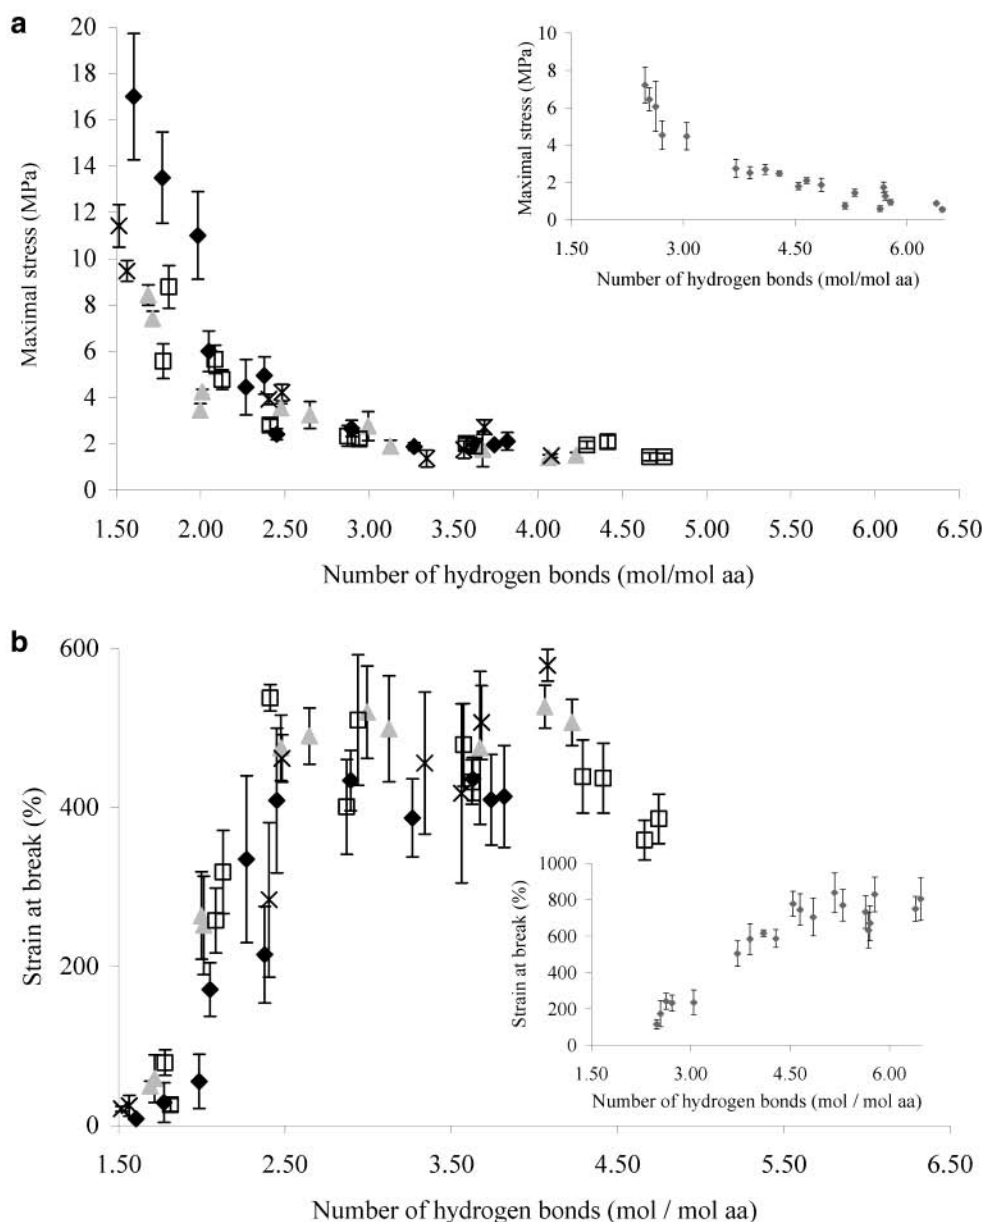 a
20
18
16
14
12
10
8
6
4
2
0
Maximal stress (MPa)
1.50 2.00 2.50 3.00 3.50 4.00 4.50 5.00 5.50 6.00 6.50
Number of hydrogen bonds (mol/mol aa)
10
8
6
4
2
0
Maximal stress (MPa)
1.50 3.00 4.50 6.00
Number of hydrogen bonds (mol/mol aa)
b
600
400
200
0
Strain at break (%)
1.50 2.50 3.50 4.50 5.50 6.50
Number of hydrogen bonds (mol / mol aa)
1000
800
600
400
200
0
Strain at break (%)
1.50 3.00 4.50 6.00
Number of hydrogen bonds (mol / mol aa)